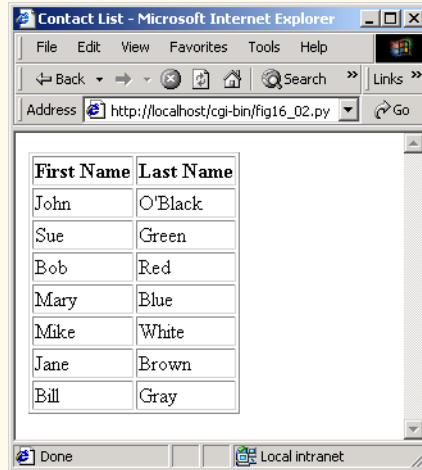 Contact List - Microsoft Internet Explorer
File Edit View Favorites Tools Help
Back Search » Links »
Address http://localhost/cgi-bin/fig16_02.py Go
First Name Last Name
John O'Black
Sue Green
Bob Red
Mary Blue
Mike White
Jane Brown
Bill Gray
Done Local intranet